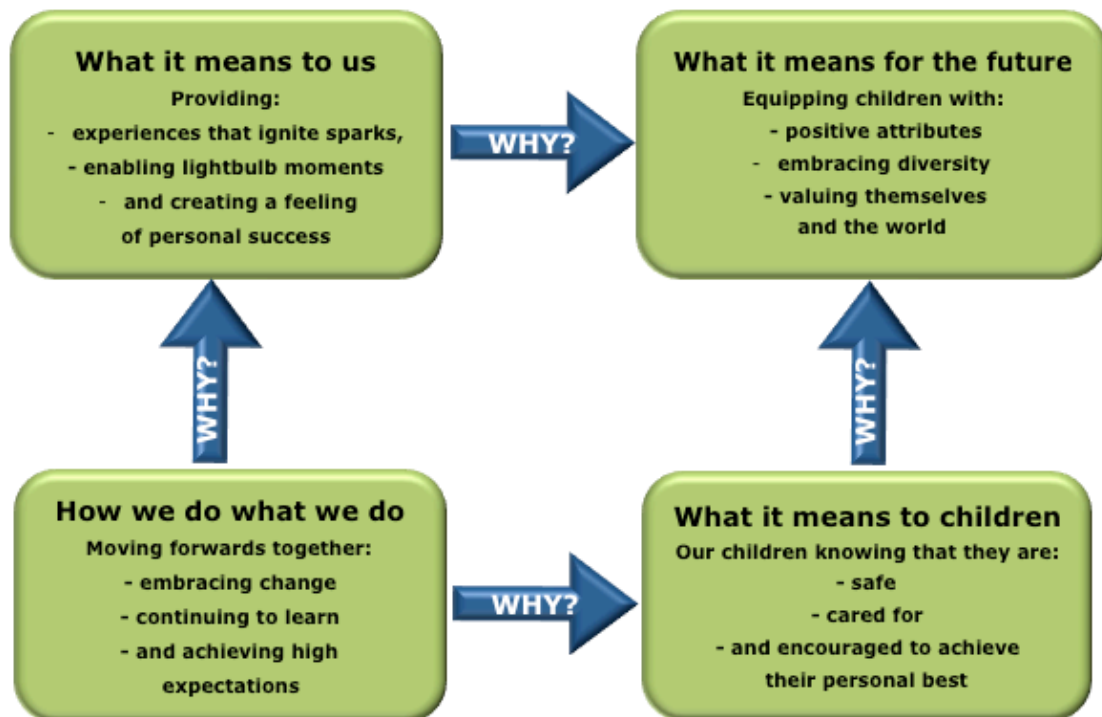 What it means to us
Providing:
- experiences that ignite sparks,
- enabling lightbulb moments
- and creating a feeling
of personal success
WHY?
What it means for the future
Equipping children with:
- positive attributes
- embracing diversity
- valuing themselves
and the world
WHY?
WHY?
How we do what we do
Moving forwards together:
- embracing change
- continuing to learn
- and achieving high
expectations
WHY?
What it means to children
Our children knowing that they are:
- safe
- cared for
- and encouraged to achieve
their personal best